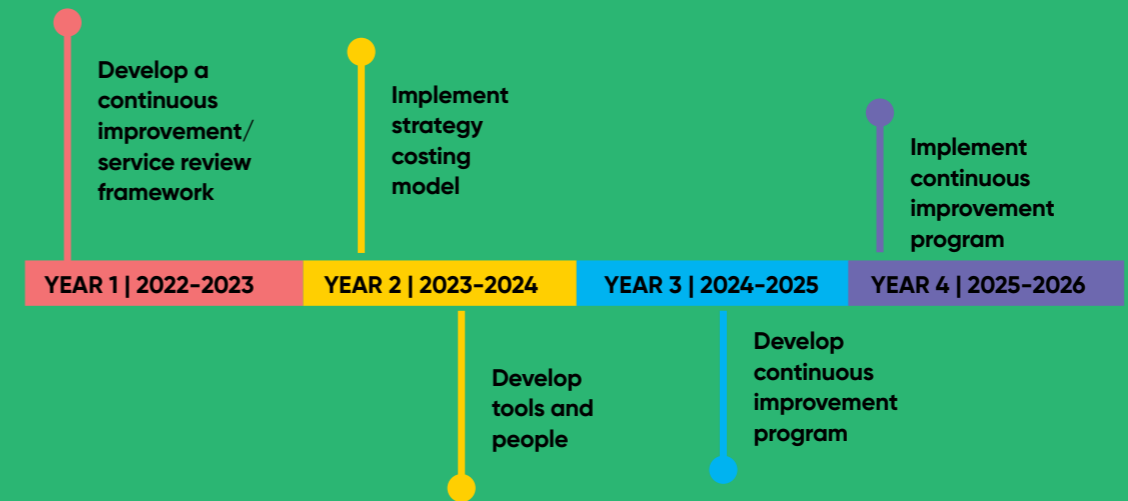 Develop a
continuous
improvement/
service review
framework
Implement
strategy
costing
model
Implement
continuous
improvement
program
YEAR 1 | 2022-2023
YEAR 2 | 2023-2024
YEAR 3 | 2024-2025
YEAR 4 | 2025-2026
Develop
tools and
people
Develop
continuous
improvement
program